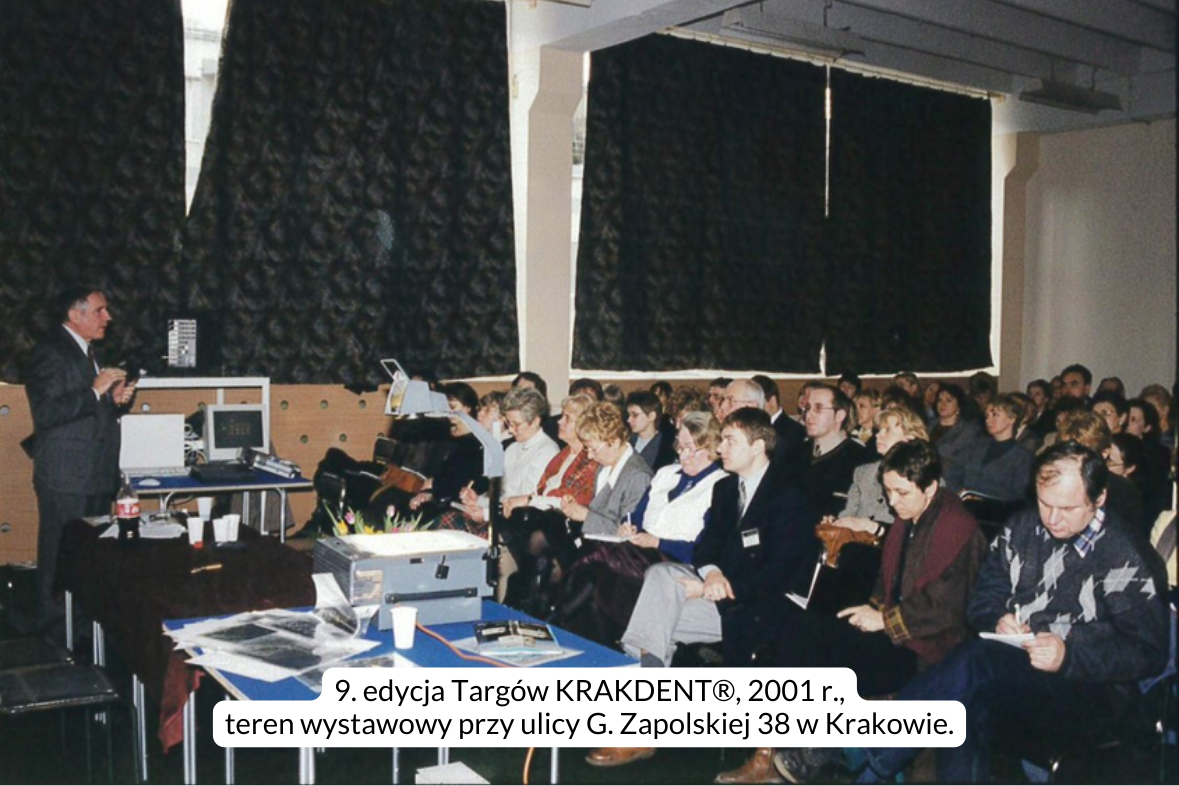 9. edycja Targów KRAKDENT®, 2001 r.,
teren wystawowy przy ulicy G. Zapolskiej 38 w Krakowie.